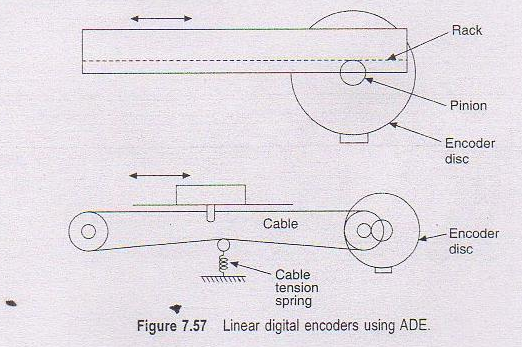 Rack
Pinion
Encoder
disc
Cable
Encoder
disc
Cable
tension
spring
Figure 7.57 Linear digital encoders using ADE.